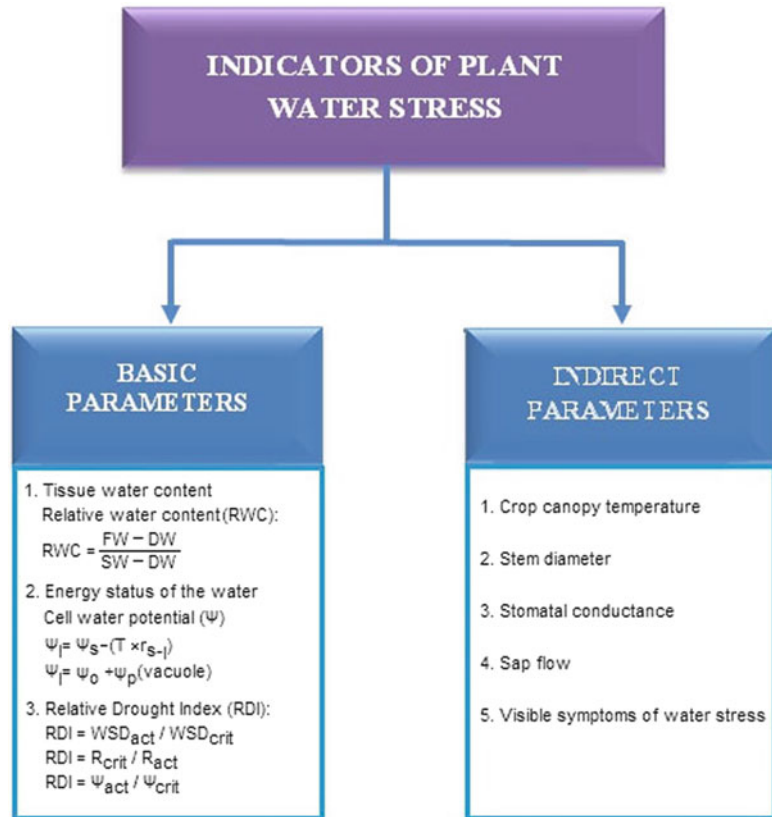 INDICATORS OF PLANT
WATER STRESS
BASIC
PARAMETERS
1. Tissue water content
Relative water content(RWC):
RWC = FW − DW / SW − DW
2. Energy status of the water
Cell water potential (Ψ)
Ψl= Ψs−(T ×rs-l)
Ψl= Ψo +Ψp(vacuole)
3. Relative Drought Index (RDI):
RDI = WSDact / WSDcrit
RDI = Rcrit / Ract
RDI = Ψact / Ψcrit
INDIRECT
PARAMETERS
1. Crop canopy temperature
2. Stem diameter
3. Stomatal conductance
4. Sap flow
5. Visible symptoms of water stress